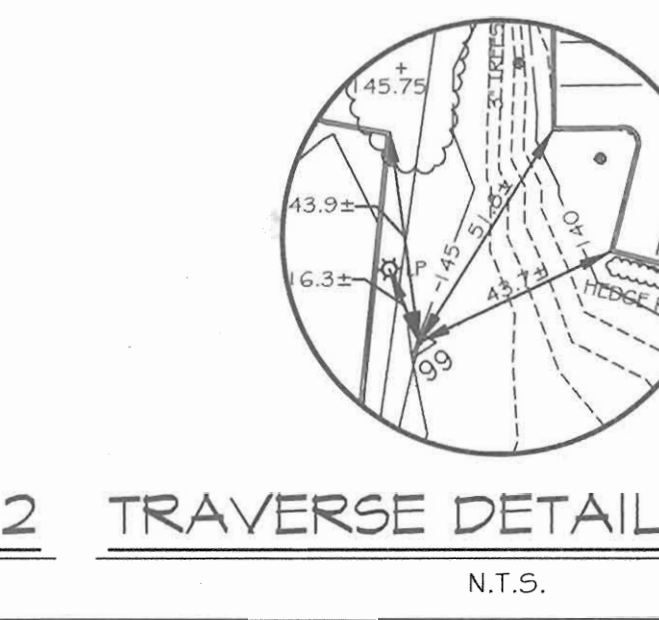 3" TREES
145.75
43.9±
51.8±
-140
LP
-145
16.3±
43.7±
HEDGE
99
2 TRAVERSE DETAIL
N.T.S.